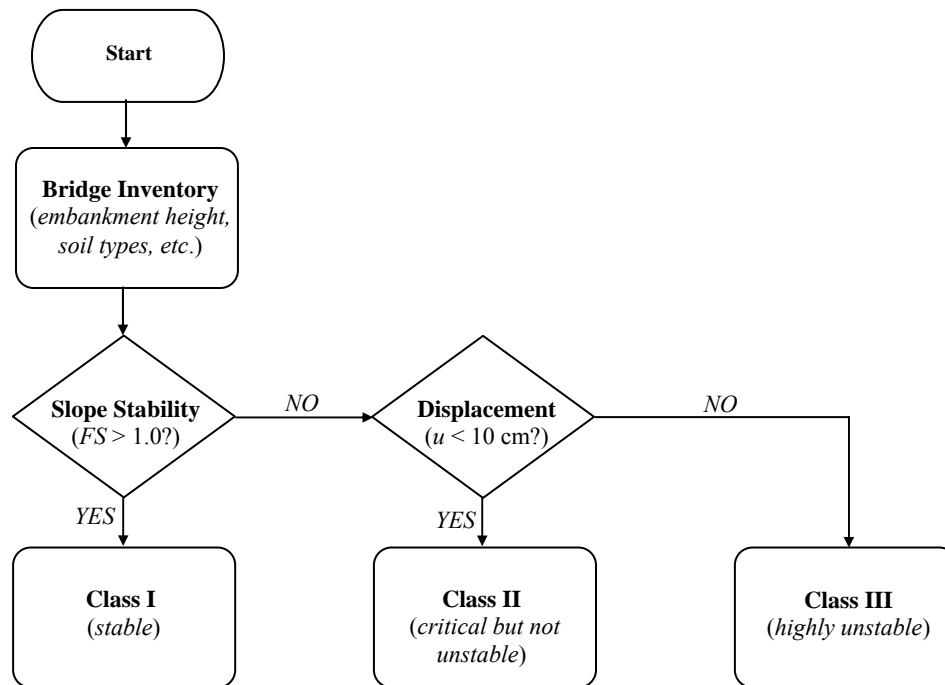 Start
Bridge Inventory
(embankment height,
soil types, etc.)
Slope Stability
(FS > 1.0?)
NO
Displacement
(u < 10 cm?)
NO
YES
YES
Class I
(stable)
Class II
(critical but not
unstable)
Class III
(highly unstable)